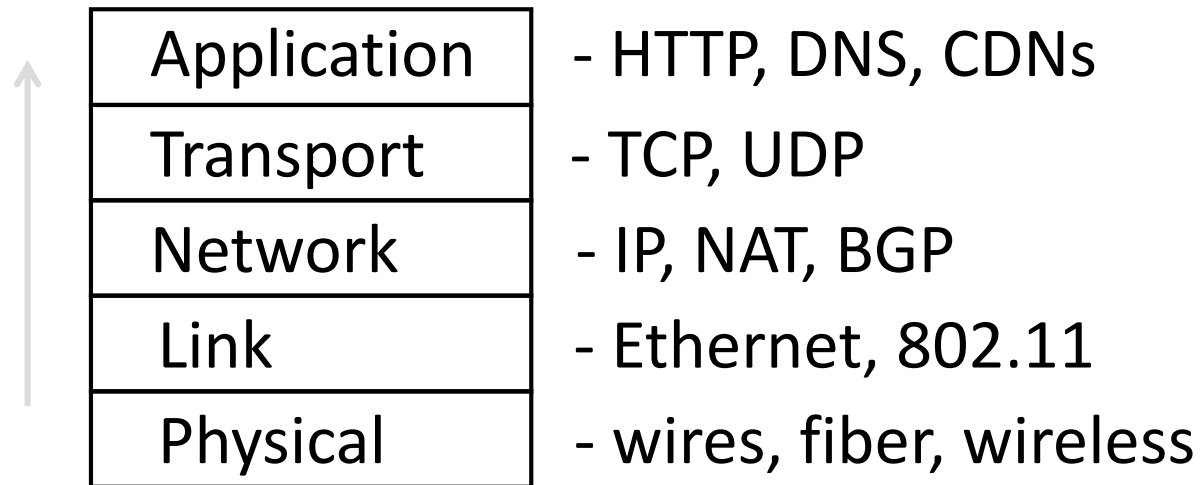 Application - HTTP, DNS, CDNs
Transport - TCP, UDP
Network - IP, NAT, BGP
Link - Ethernet, 802.11
Physical - wires, fiber, wireless